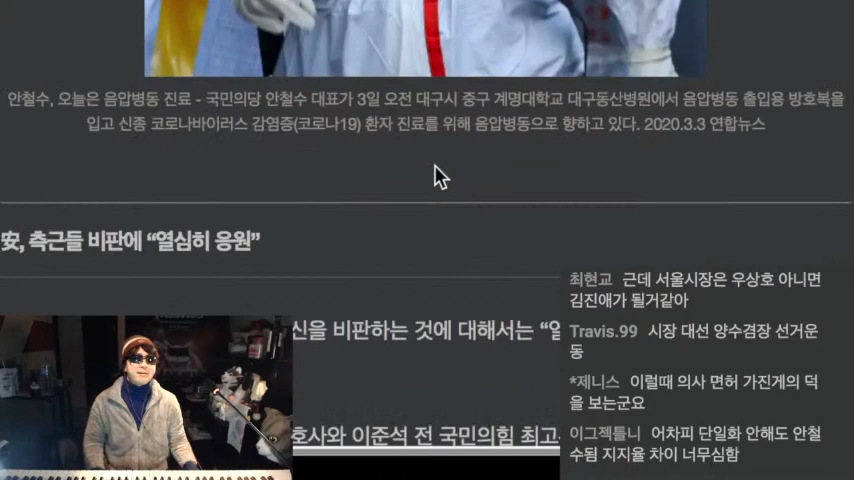 안철수, 오늘은 음압병동 진료 - 국민의당 안철수 대표가 3일 오전 대구시 중구 계명대학교 대구동산병원에서 음압병동 출입용 방호복을
입고 신종 코로나바이러스 감염증(코로나19) 환자 진료를 위해 음압병동으로 향하고 있다. 2020.3.3 연합뉴스
安, 측근들 비판에 “열심히 응원”
신을 비판하는 것에 대해서는 “
호사와 이준석 전 국민의힘 최고
최현교 근데 서울시장은 우상호 아니면
김진애가 될거같아
Travis.99 시장 대선 양수겸장 선거운
동
*제니스 이럴때 의사 면허 가진게의 덕
을 보는군요
이그젝틀니 어차피 단일화 안해도 안철
수됨 지지율 차이 너무심함